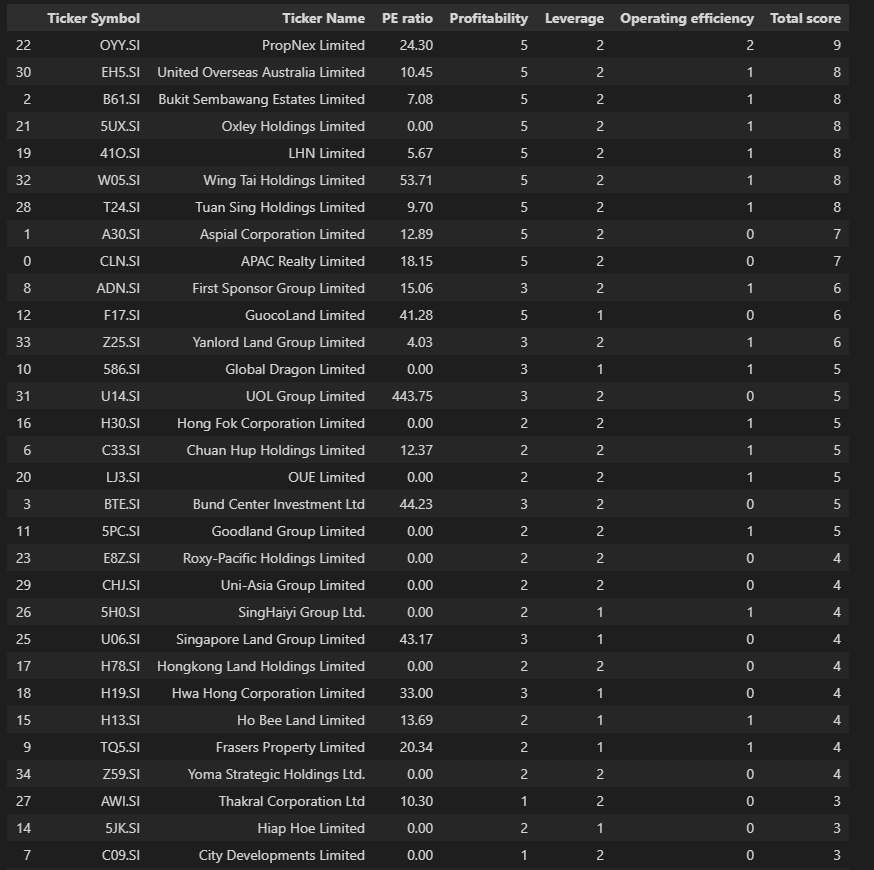 Ticker Symbol Ticker Name PE ratio Profitability Leverage Operating efficiency Total score
22 OYY.SI PropNex Limited 24.30 5 2 2 9
30 EH5.SI United Overseas Australia Limited 10.45 5 2 1 8
2 B61.SI Bukit Sembawang Estates Limited 7.08 5 2 1 8
21 5UX.SI Oxley Holdings Limited 0.00 5 2 1 8
19 41O.SI LHN Limited 5.67 5 2 1 8
32 W05.SI Wing Tai Holdings Limited 53.71 5 2 1 8
28 T24.SI Tuan Sing Holdings Limited 9.70 5 2 1 8
1 A30.SI Aspial Corporation Limited 12.89 5 2 0 7
0 CLN.SI APAC Realty Limited 18.15 5 2 0 7
8 ADN.SI First Sponsor Group Limited 15.06 3 2 1 6
12 F17.SI GuocoLand Limited 41.28 5 1 0 6
33 Z25.SI Yanlord Land Group Limited 4.03 3 2 1 6
10 586.SI Global Dragon Limited 0.00 3 1 1 5
31 U14.SI UOL Group Limited 443.75 3 2 0 5
16 H30.SI Hong Fok Corporation Limited 0.00 2 2 1 5
6 C33.SI Chuan Hup Holdings Limited 12.37 2 2 1 5
20 LJ3.SI OUE Limited 0.00 2 2 1 5
3 BTE.SI Bund Center Investment Ltd 44.23 3 2 0 5
11 5PC.SI Goodland Group Limited 0.00 2 2 1 5
23 E8Z.SI Roxy-Pacific Holdings Limited 0.00 2 2 0 4
29 CHJ.SI Uni-Asia Group Limited 0.00 2 2 0 4
26 5H0.SI SingHaiyi Group Ltd. 0.00 2 1 1 4
25 U06.SI Singapore Land Group Limited 43.17 3 1 0 4
17 H78.SI Hongkong Land Holdings Limited 0.00 2 2 0 4
18 H19.SI Hwa Hong Corporation Limited 33.00 3 1 0 4
15 H13.SI Ho Bee Land Limited 13.69 2 1 1 4
9 TQ5.SI Frasers Property Limited 20.34 2 1 1 4
34 Z59.SI Yoma Strategic Holdings Ltd. 0.00 2 2 0 4
27 AWI.SI Thakral Corporation Ltd 10.30 1 2 0 3
14 5JK.SI Hiap Hoe Limited 0.00 2 1 0 3
7 C09.SI City Developments Limited 0.00 1 2 0 3